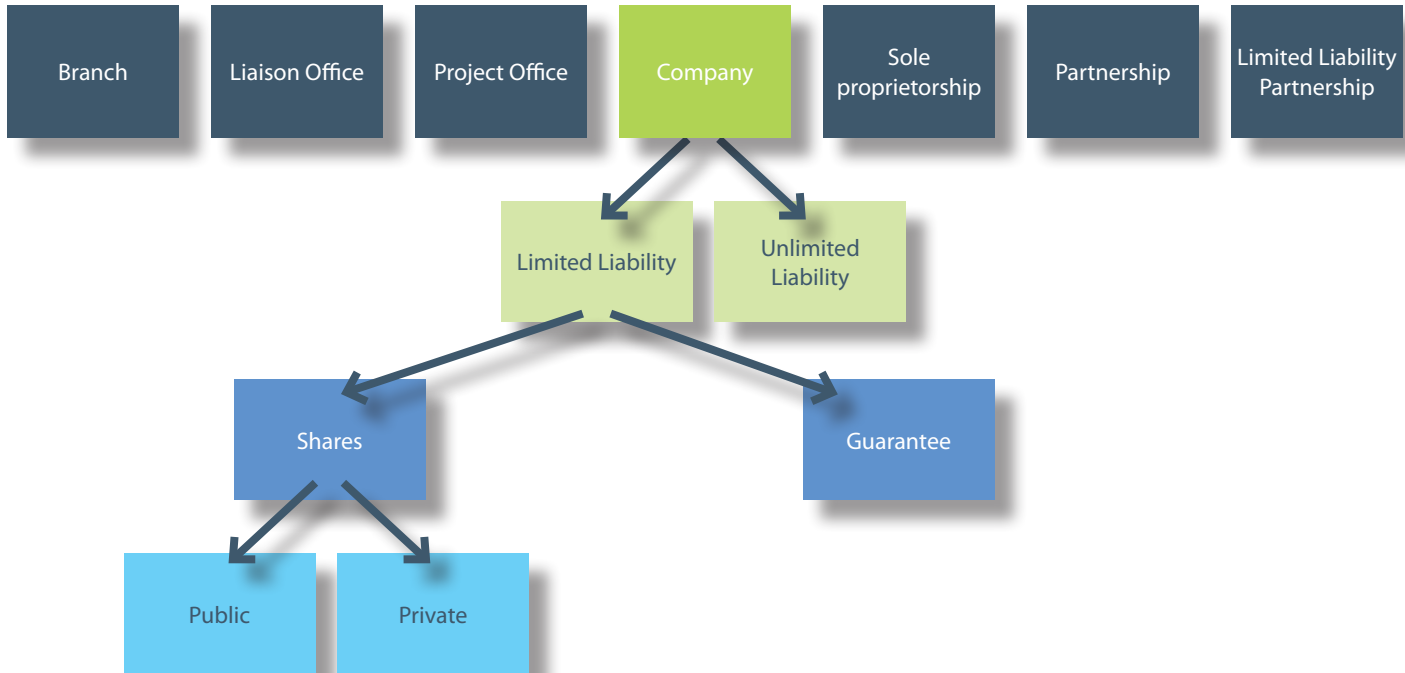 Branch
Liaison Office
Project Office
Company
Sole
proprietorship
Partnership
Limited Liability
Partnership
Limited Liability
Unlimited
Liability
Shares
Guarantee
Public
Private